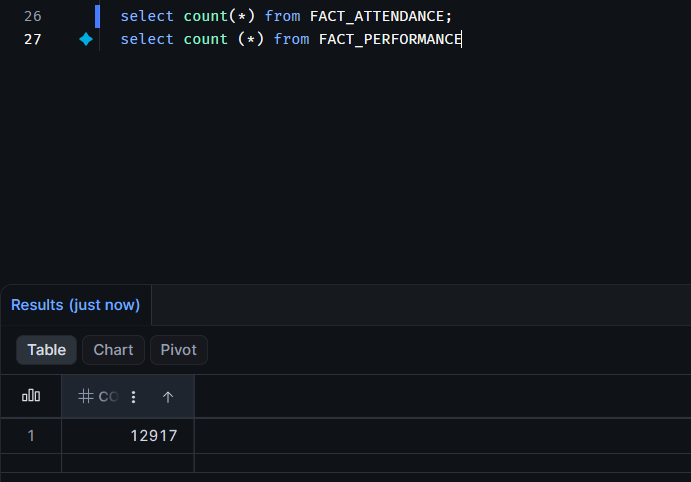 26 select count(*) from FACT_ATTENDANCE;
27 select count (*) from FACT_PERFORMANCE
Results (just now)
Table Chart Pivot
CO
1 12917